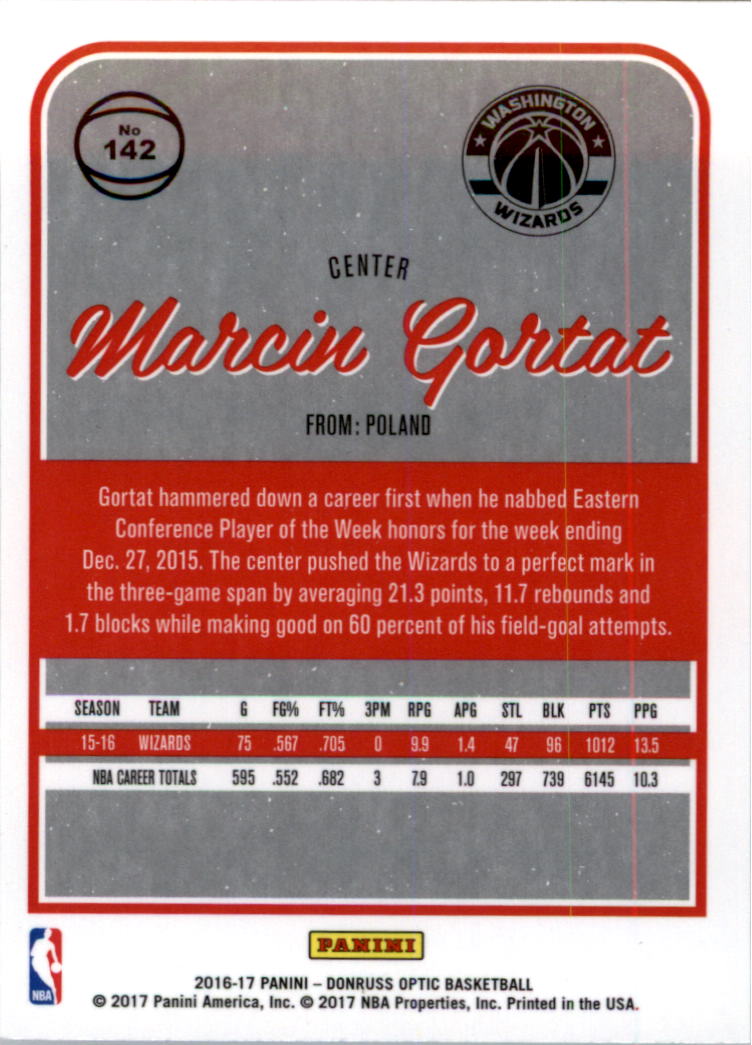 No
142
WASHINGTON
WIZARDS
CENTER
Marcin Gortat
FROM: POLAND
Gortat hammered down a career first when he nabbed Eastern
Conference Player of the Week honors for the week ending
Dec. 27, 2015. The center pushed the Wizards to a perfect mark in
the three-game span by averaging 21.3 points, 11.7 rebounds and
1.7 blocks while making good on 60 percent of his field-goal attempts.
SEASON TEAM G FG% FT% 3PM RPG APG STL BLK PTS PPG
15-16 WIZARDS 75 .567 .705 0 9.9 1.4 47 96 1012 13.5
NBA CAREER TOTALS 595 .552 .682 3 7.9 1.0 297 739 6145 10.3
PANINI
NBA
2016-17 PANINI – DONRUSS OPTIC BASKETBALL
© 2017 Panini America, Inc. © 2017 NBA Properties, Inc. Printed in the USA.